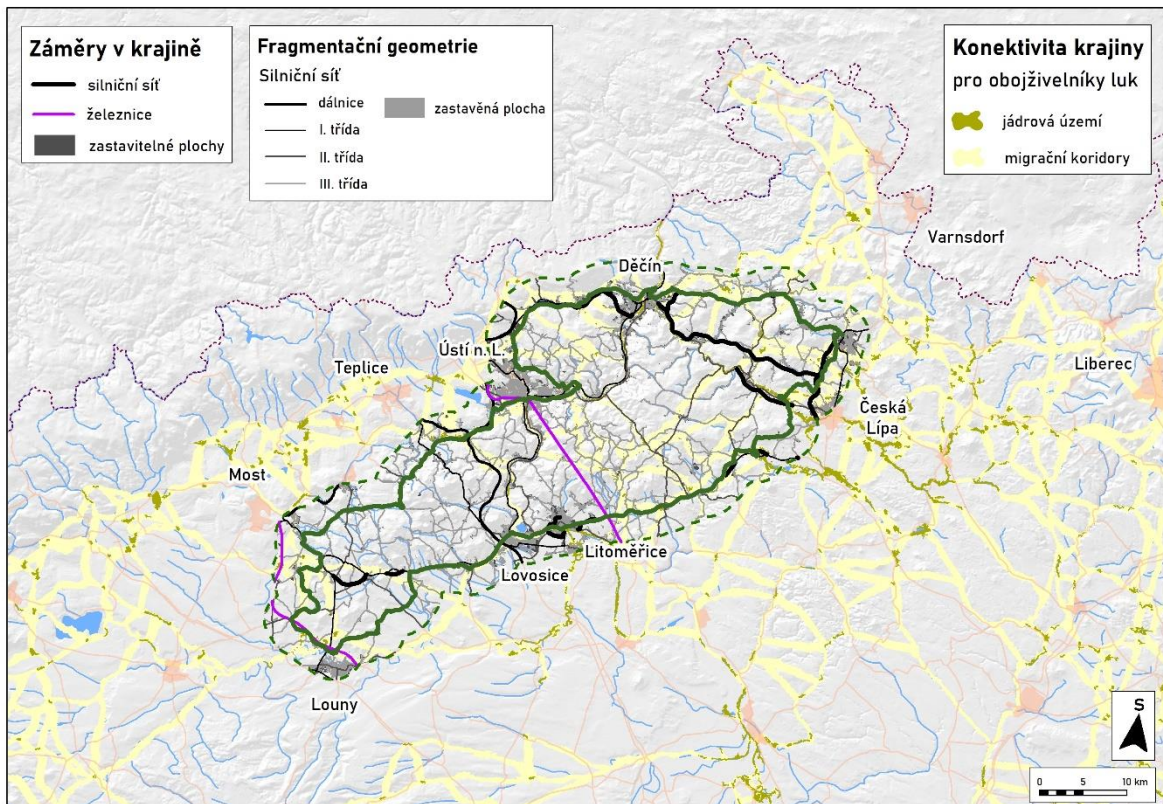 Záměry v krajině
silniční síť
železnice
zastavitelné plochy
Fragmentační geometrie
Silniční síť
dálnice
I. třída
II. třída
III. třída
zastavěná plocha
Konektivita krajiny
pro obojživelníky luk
jádrová území
migrační koridory
Varnsdorf
Děčín
Ústí n. L.
Teplice
Liberec
Česká
Lípa
Most
Litoměřice
Lovosice
Louny
S
0 5 10 km